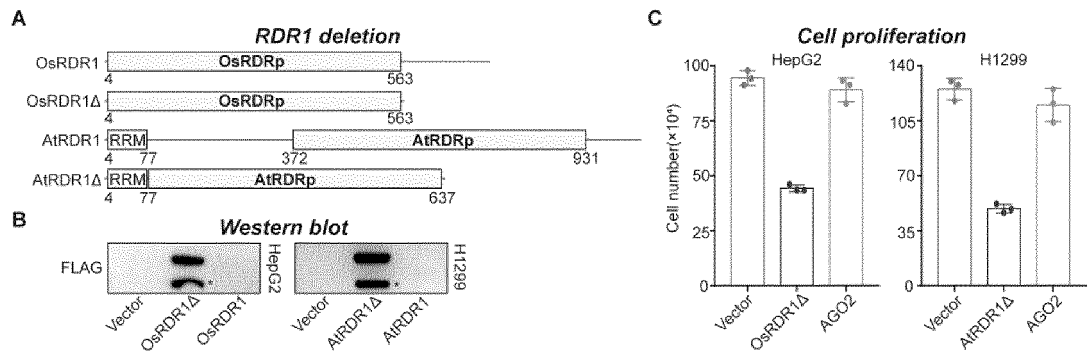 A
RDR1 deletion
OsRDR1
OsRDRp
4
563
OsRDR1Δ
OsRDRp
4
563
AtRDR1
RRM
AtRDRp
4
77
372
931
AtRDR1Δ
RRM
AtRDRp
4
77
637
B
Western blot
FLAG
*
HepG2
*
H1299
Vector
OsRDR1Δ
OsRDR1
Vector
AtRDR1Δ
AtRDR1
C
Cell proliferation
HepG2
H1299
Cell number(×10⁴)
100
75
50
25
0
140
105
70
35
0
Vector
OsRDR1Δ
AGO2
Vector
AtRDR1Δ
AGO2